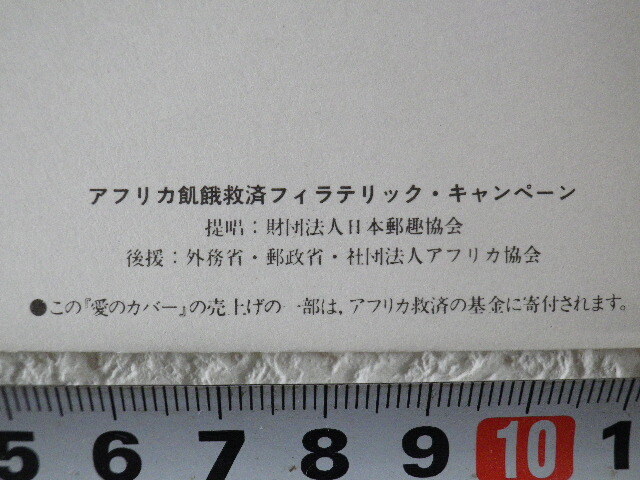 アフリカ飢餓救済フィラテリック・キャンペーン
提唱：財団法人日本郵趣協会
後援：外務省・郵政省・社団法人アフリカ協会
●この『愛のカバー』の売上げの一部は，アフリカ救済の基金に寄付されます。
5 6 7 8 9 10 1